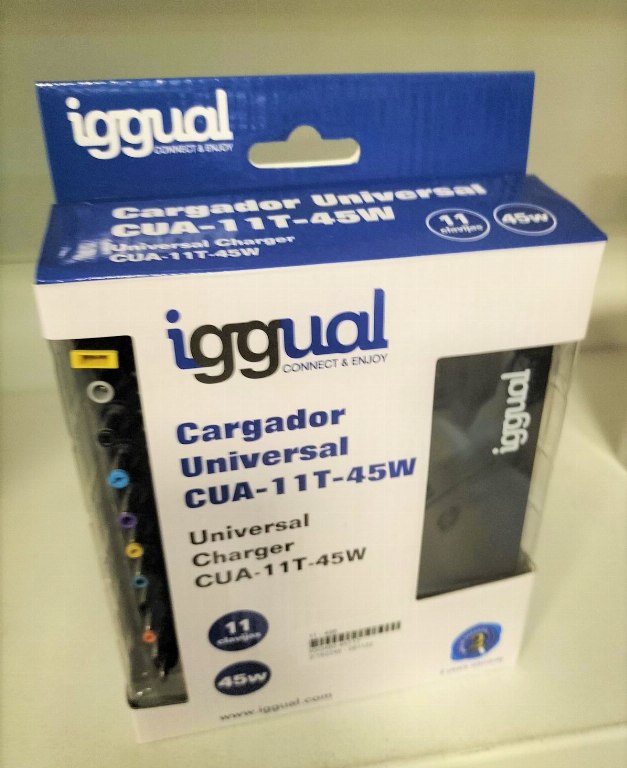 iggual
CONNECT & ENJOY
Cargador Universal
CUA-11T-45W
Universal Charger
CUA-11T-45W
11
clavijas
45W
iggual
CONNECT & ENJOY
iggual
Cargador
Universal
CUA-11T-45W
Universal
Charger
CUA-11T-45W
11
clavijas
45W
www.iggual.com